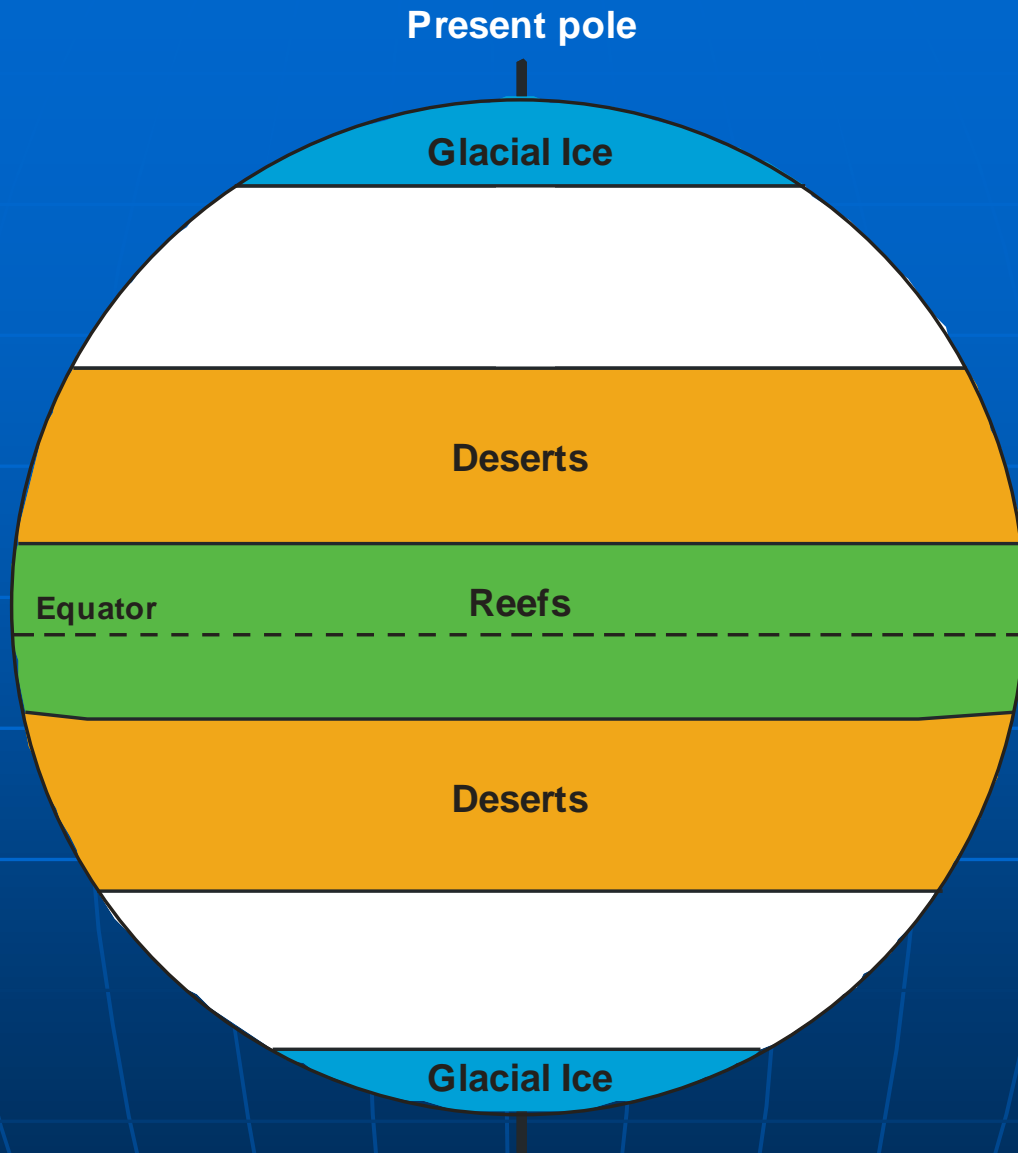 Present pole
Glacial Ice
Deserts
Reefs
Equator
Deserts
Glacial Ice